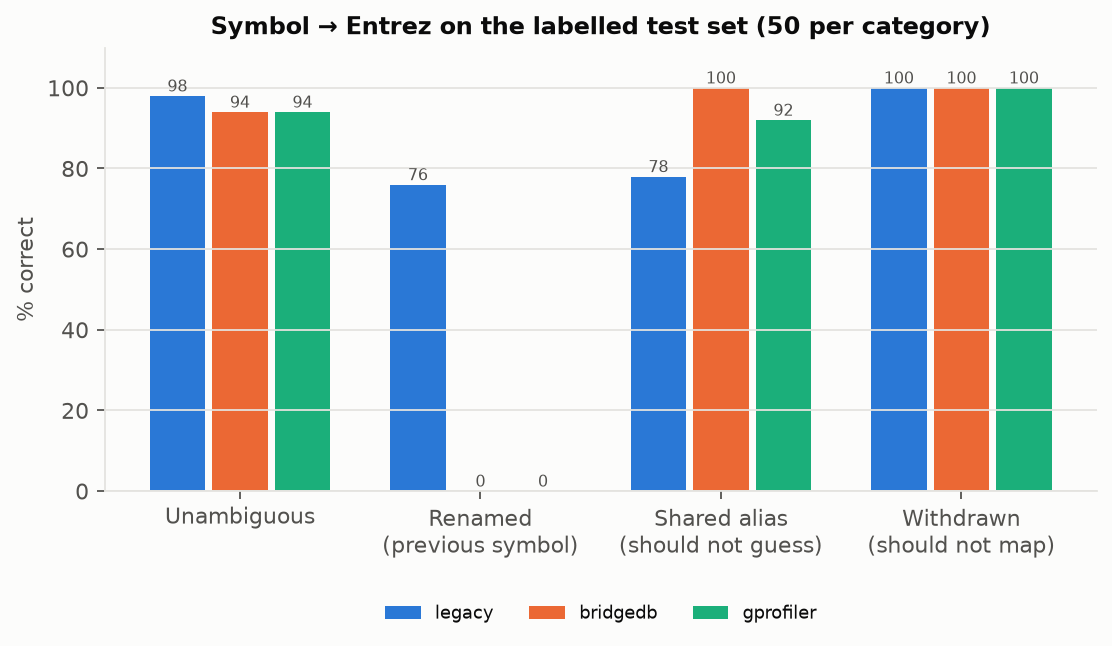 Symbol → Entrez on the labelled test set (50 per category)
% correct
100
80
60
40
20
0
98
94
94
76
0
0
78
100
92
100
100
100
Unambiguous
Renamed
(previous symbol)
Shared alias
(should not guess)
Withdrawn
(should not map)
legacy
bridgedb
gprofiler